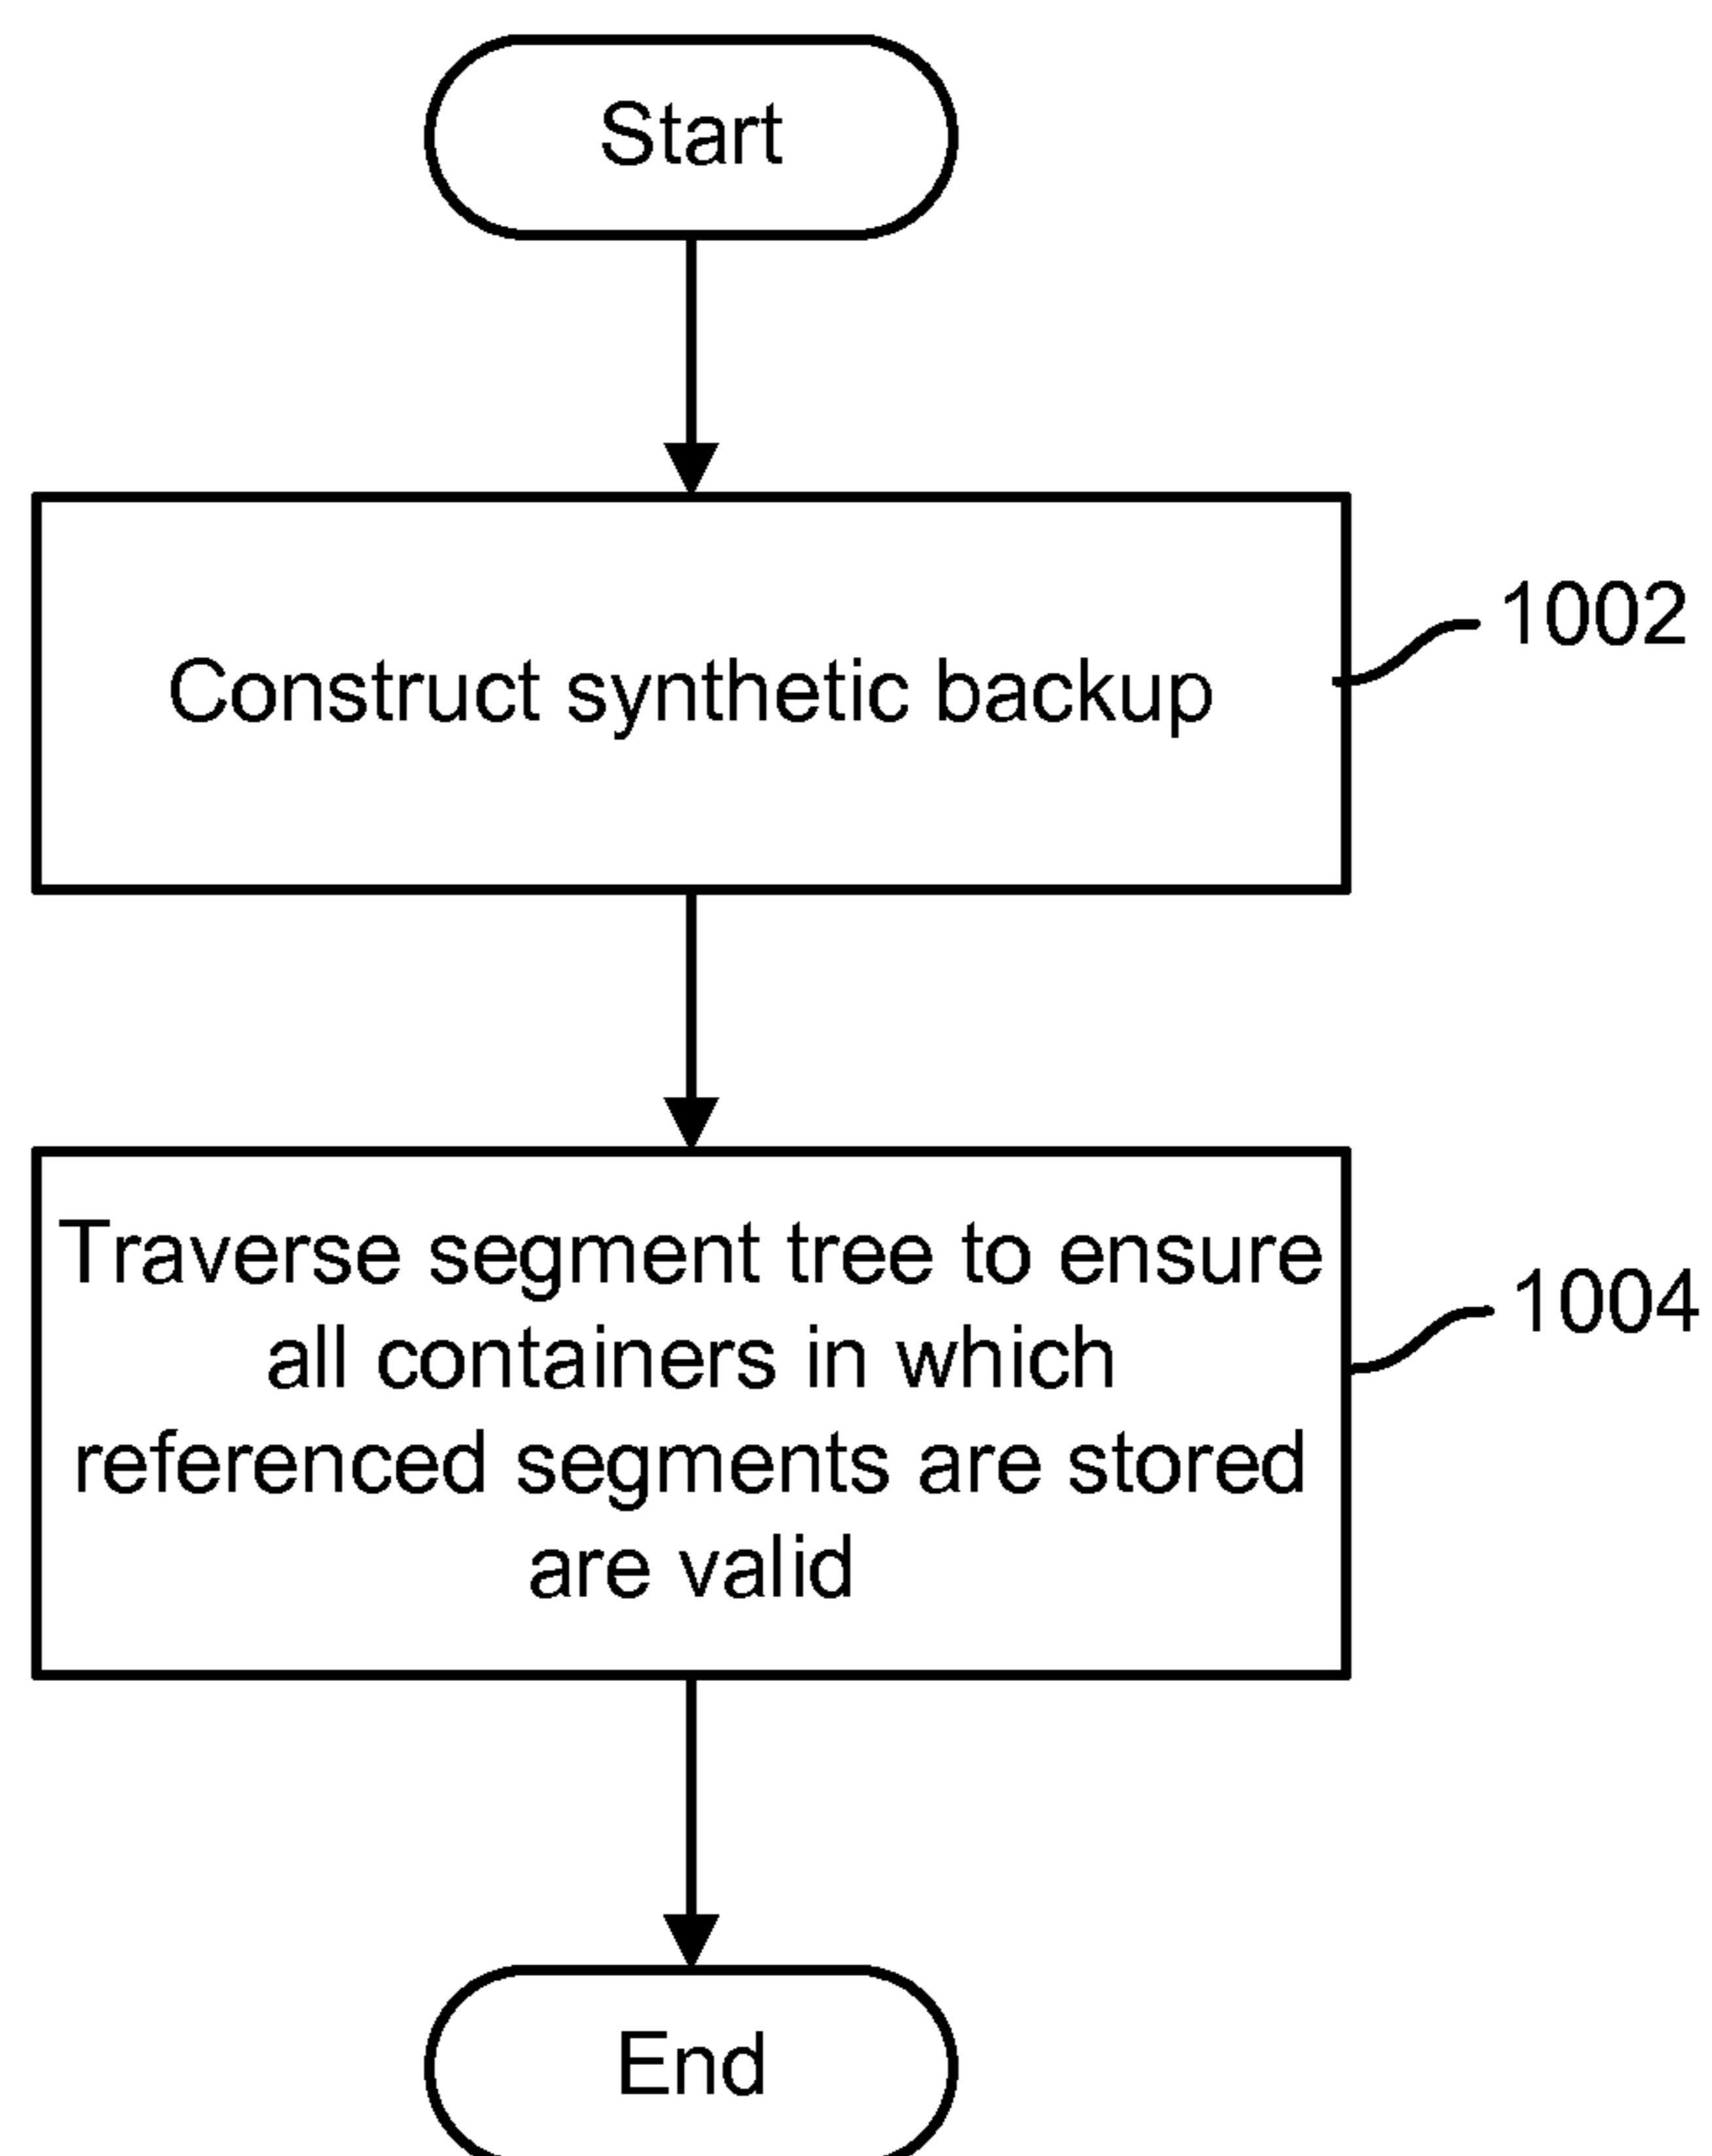 Start
Construct synthetic backup
1002
Traverse segment tree to ensure
all containers in which
referenced segments are stored
are valid
1004
End